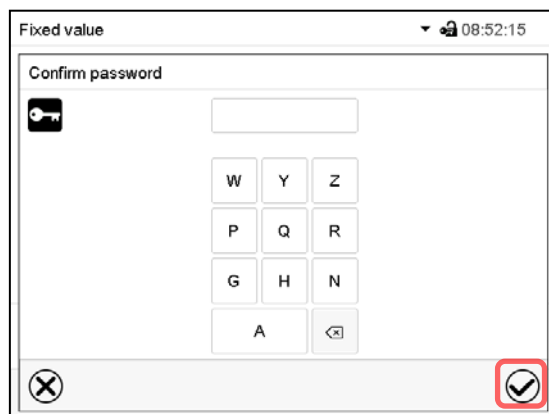 Fixed value 08:52:15
Confirm password
W Y Z
P Q R
G H N
A